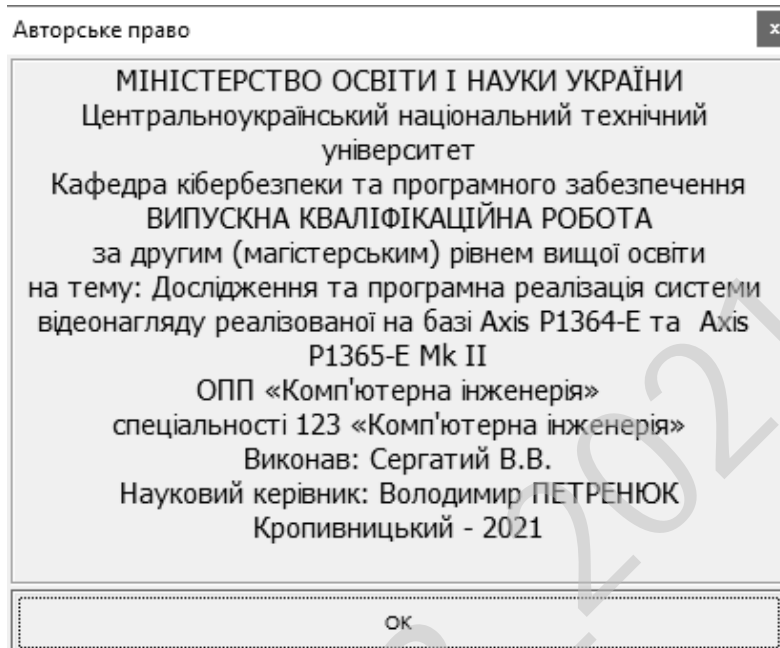 Авторське право
x
МІНІСТЕРСТВО ОСВІТИ І НАУКИ УКРАЇНИ
Центральноукраїнський національний технічний
університет
Кафедра кібербезпеки та програмного забезпечення
ВИПУСКНА КВАЛІФІКАЦІЙНА РОБОТА
за другим (магістерським) рівнем вищої освіти
на тему: Дослідження та програмна реалізація системи
відеонагляду реалізованої на базі Axis P1364-E та Axis
P1365-E Mk II
ОПП «Комп'ютерна інженерія»
спеціальності 123 «Комп'ютерна інженерія»
Виконав: Сергатий В.В.
Науковий керівник: Володимир ПЕТРЕНЮК
Кропивницький - 2021
OK
2021